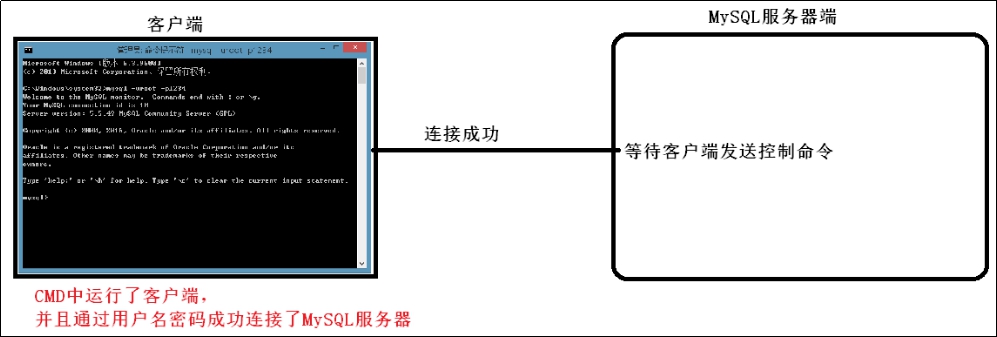 客户端
MySQL服务器端
管理员: 命令提示符 - mysql -uroot -p1234
Microsoft Windows [版本 6.3.9600]
(c) 2013 Microsoft Corporation。保留所有权利。
C:\Windows\system32>mysql -uroot -p1234
Welcome to the MySQL monitor.  Commands end with ; or \g.
Your MySQL connection id is 10
Server version: 5.5.49 MySQL Community Server (GPL)
Copyright (c) 2000, 2016, Oracle and/or its affiliates. All rights reserved.
Oracle is a registered trademark of Oracle Corporation and/or its
affiliates. Other names may be trademarks of their respective
owners.
Type 'help;' or '\h' for help. Type '\c' to clear the current input statement.
mysql>
连接成功
等待客户端发送控制命令
CMD中运行了客户端,
并且通过用户名密码成功连接了MySQL服务器